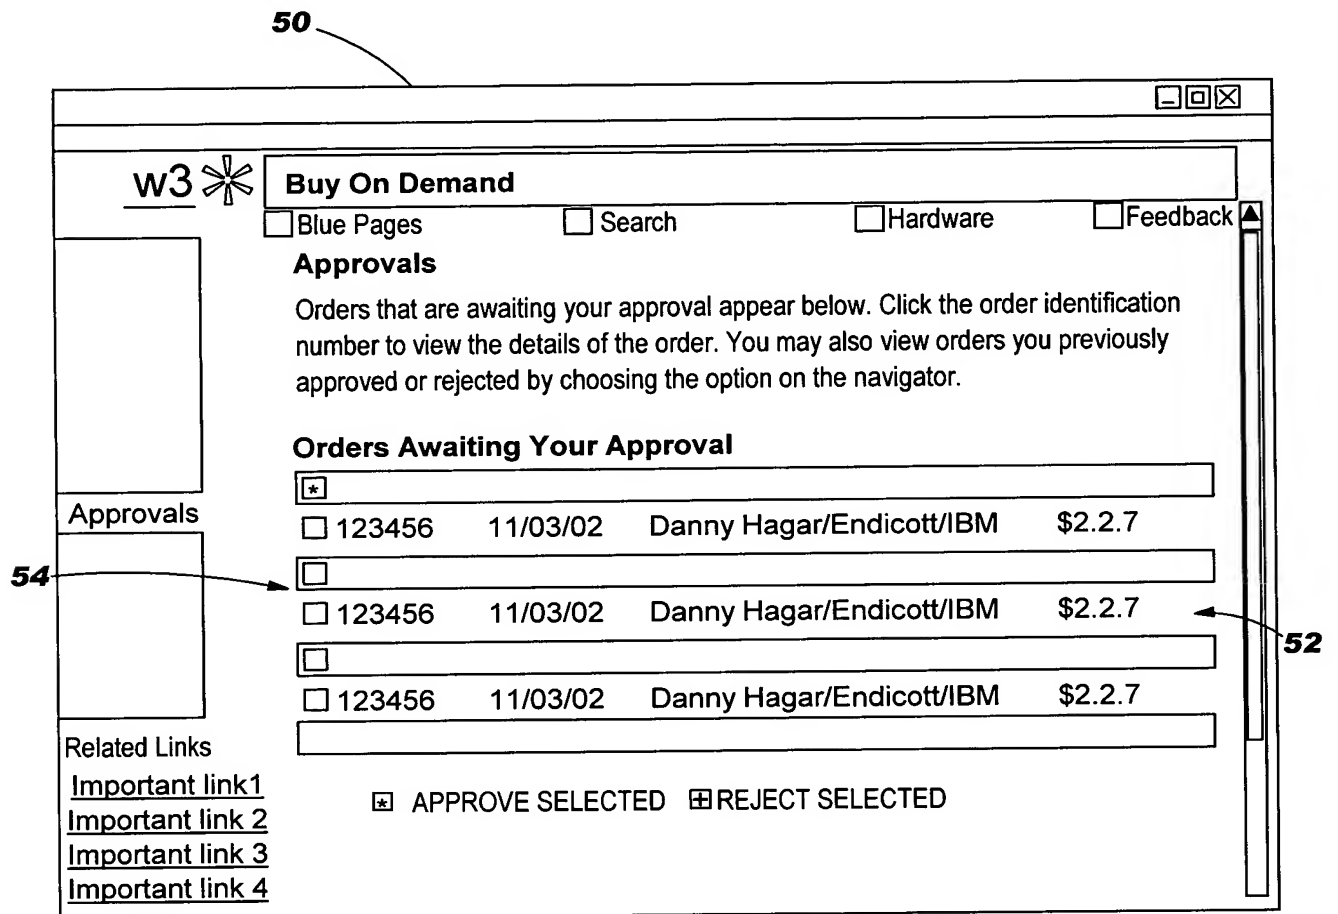 50
w3
Buy On Demand
Blue Pages Search Hardware Feedback
Approvals
Orders that are awaiting your approval appear below. Click the order identification
number to view the details of the order. You may also view orders you previously
approved or rejected by choosing the option on the navigator.
Orders Awaiting Your Approval
*
Approvals
123456 11/03/02 Danny Hagar/Endicott/IBM $2.2.7
54
123456 11/03/02 Danny Hagar/Endicott/IBM $2.2.7
52
123456 11/03/02 Danny Hagar/Endicott/IBM $2.2.7
Related Links
Important link1
Important link 2
Important link 3
Important link 4
* APPROVE SELECTED + REJECT SELECTED